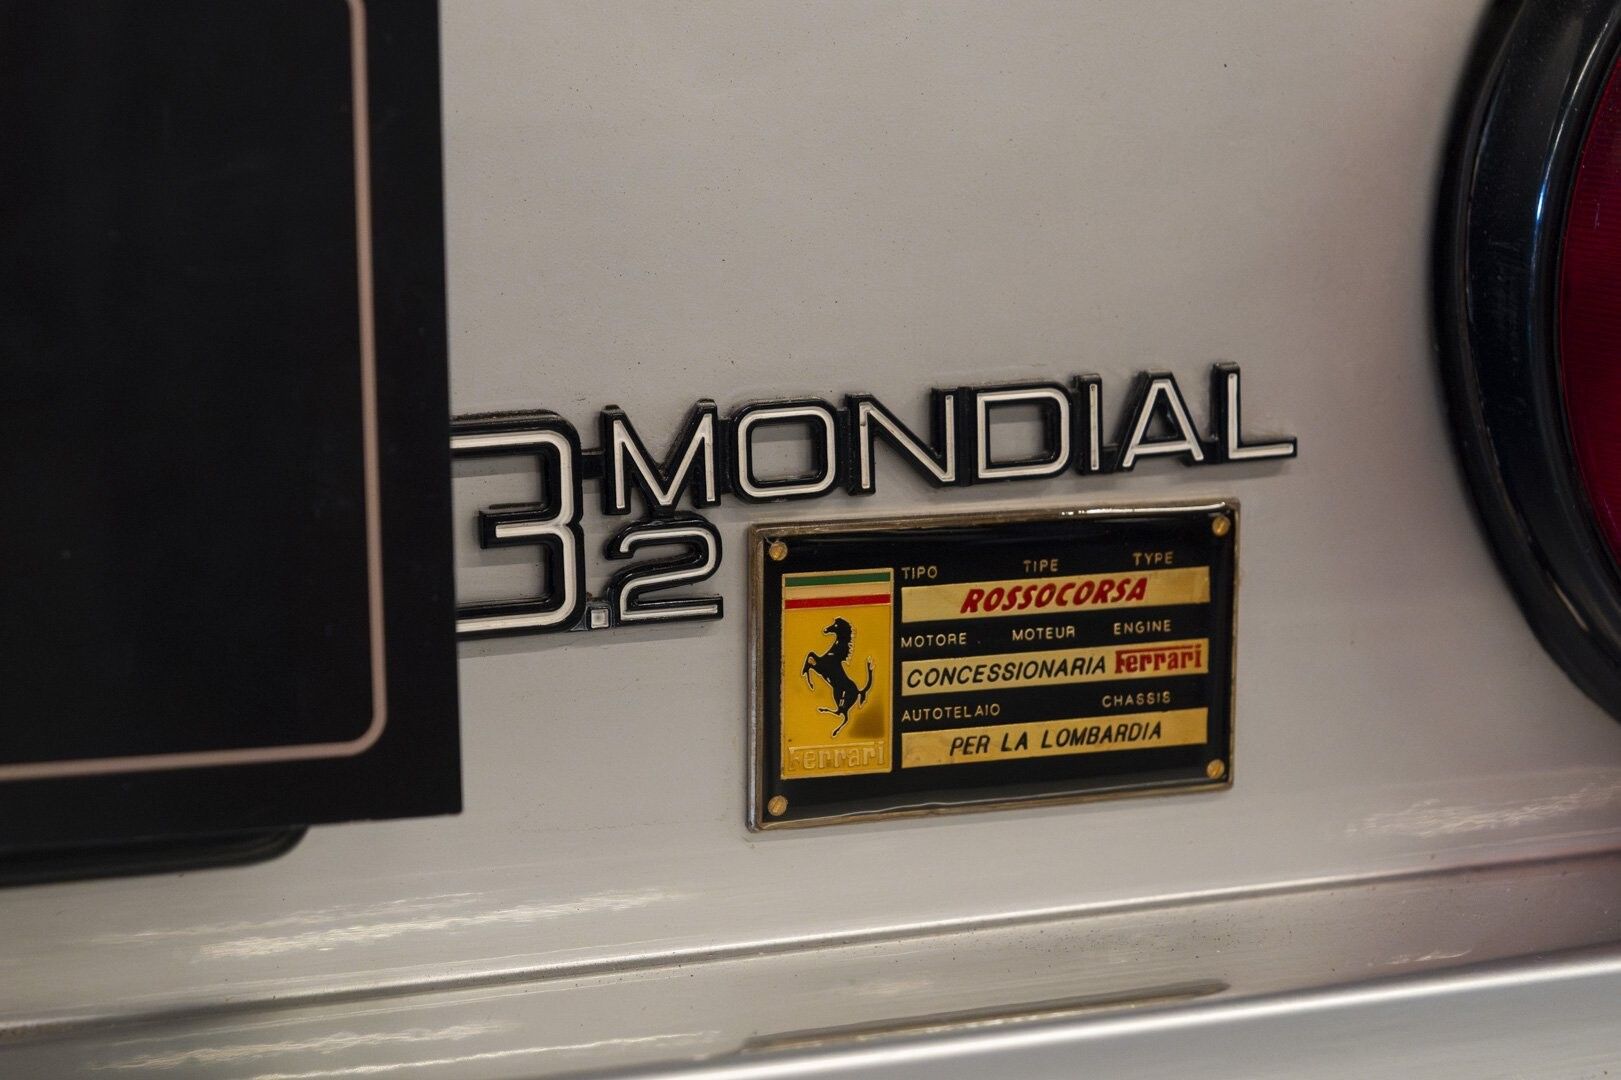 3.2 MONDIAL
TIPO TIPE TYPE
ROSSOCORSA
MOTORE MOTEUR ENGINE
CONCESSIONARIA Ferrari
AUTOTELAIO CHASSIS
PER LA LOMBARDIA
Ferrari